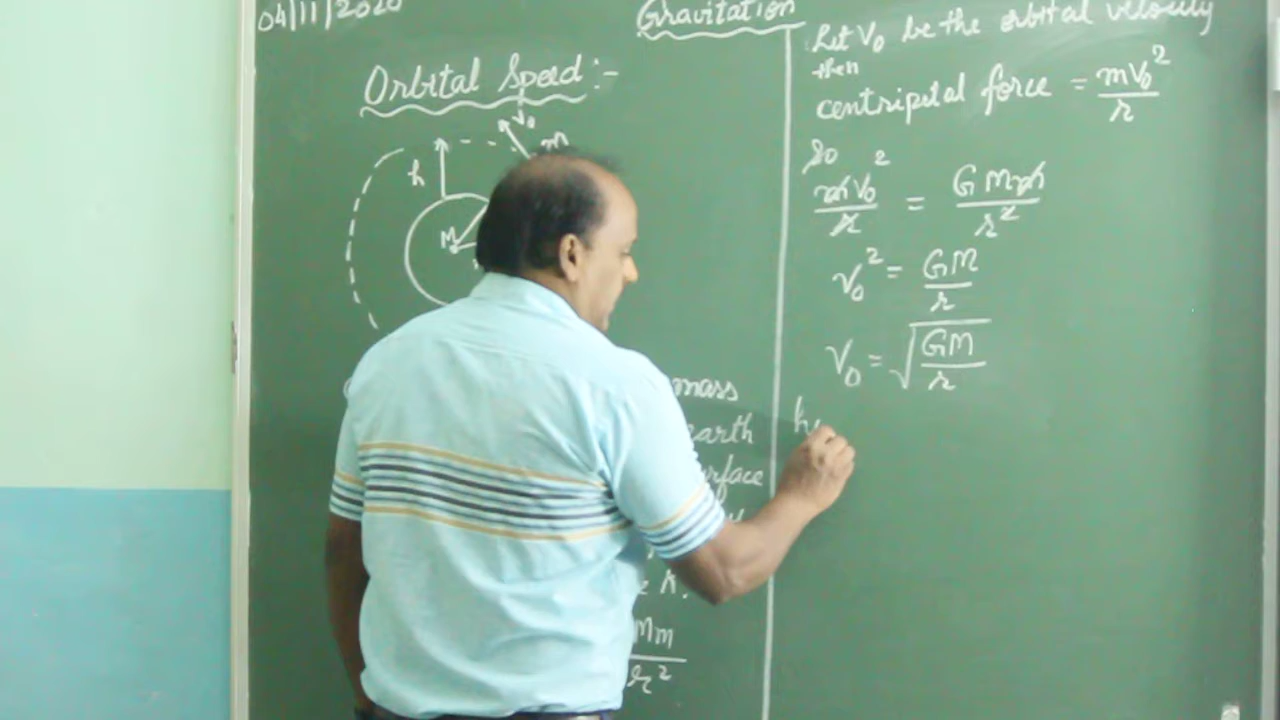 04/11/2020
Gravitation
Orbital Speed:-
V₀
m
h
M
mass
earth
surface
Mm
r²
Let V₀ be the orbital velocity
then
centripetal force = mv₀²/r
So
mv₀²/r = GMm/r²
v₀² = GM/r
V₀ = √(GM/r)